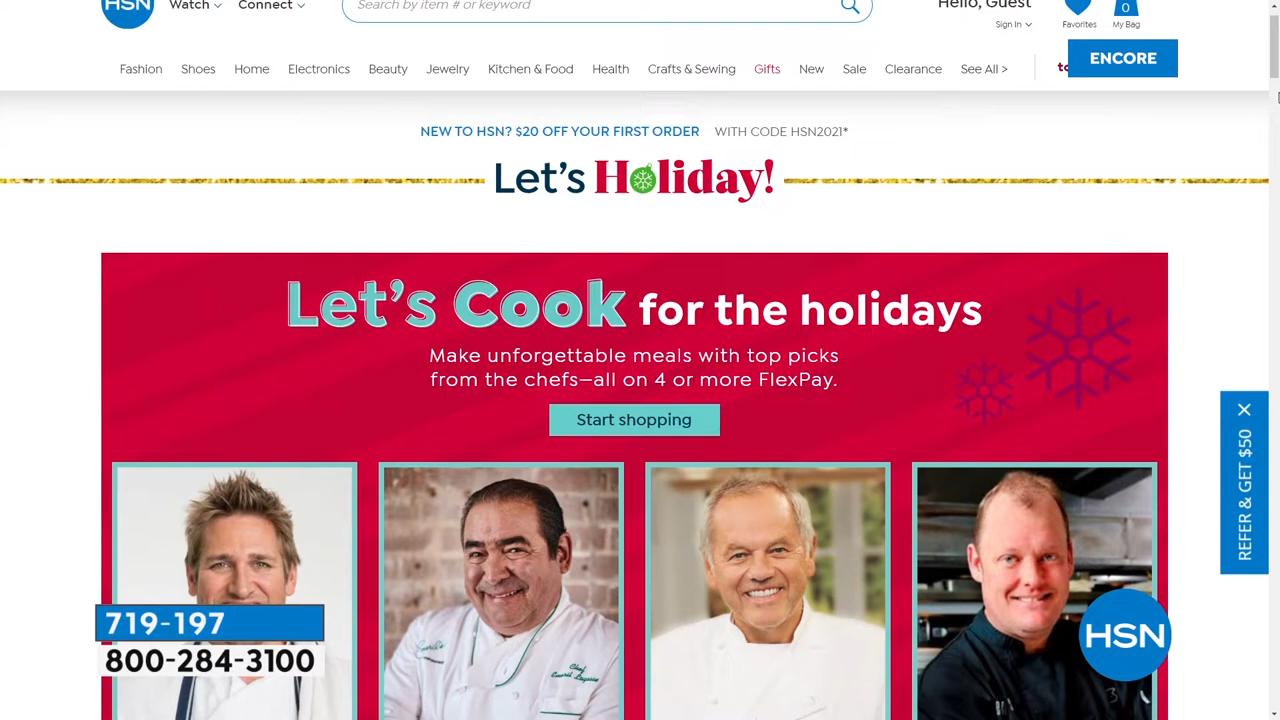 HSN
Watch Connect
Search by item # or keyword
Hello, Guest
Sign In
Favorites
0
My Bag
Fashion Shoes Home Electronics Beauty Jewelry Kitchen & Food Health Crafts & Sewing Gifts New Sale Clearance See All >
ENCORE
NEW TO HSN? $20 OFF YOUR FIRST ORDER WITH CODE HSN2021*
Let's Holiday!
Let's Cook for the holidays
Make unforgettable meals with top picks
from the chefs—all on 4 or more FlexPay.
Start shopping
REFER & GET $50
Chef
Emeril Lagasse
719-197
800-284-3100
HSN